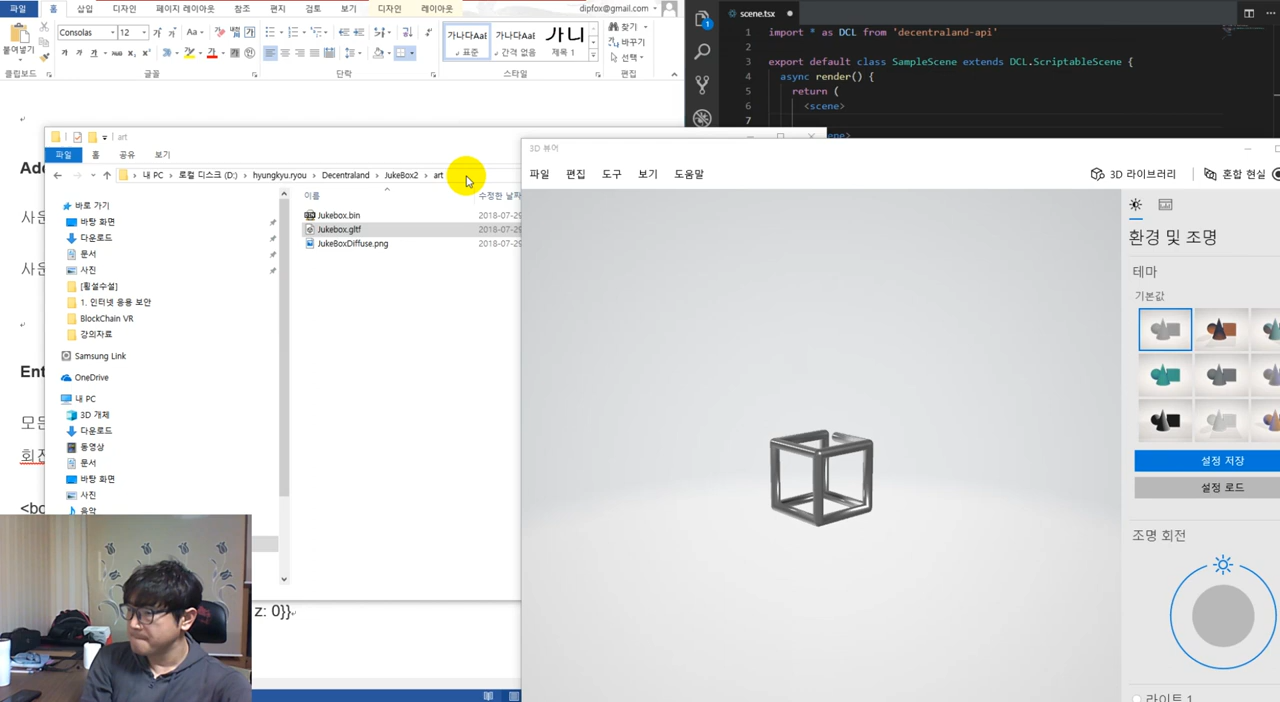 파일 홈 삽입 디자인 페이지 레이아웃 참조 편지 검토 보기 디자인 레이아웃 dipfox@gmail.com
붙여넣기 Consolas 12 가나다AaB 가나다AaB 가나 찾기
바꾸기
표준 간격 없음 제목 1 선택
클립보드 글꼴 단락 스타일 편집
scene.tsx
1 import * as DCL from 'decentraland-api'
2
3 export default class SampleScene extends DCL.ScriptableScene {
4 async render() {
5 return (
6 <scene>
7
ene>
Ent
모든
회전
<bo
z: 0}}
art
파일 홈 공유 보기
내 PC › 로컬 디스크 (D:) › hyungkyu.ryou › Decentraland › JukeBox2 › art
이름 수정한 날짜
Jukebox.bin 2018-07-29
Jukebox.gltf 2018-07-29
JukeBoxDiffuse.png 2018-07-29
바로 가기
바탕 화면
다운로드
문서
사진
[횡설수설]
1. 인터넷 응용 보안
BlockChain VR
강의자료
Samsung Link
OneDrive
내 PC
3D 개체
다운로드
동영상
문서
바탕 화면
사진
음악
3D 뷰어
파일 편집 도구 보기 도움말 3D 라이브러리 혼합 현실
환경 및 조명
테마
기본값
설정 저장
설정 로드
조명 회전
라이트 1